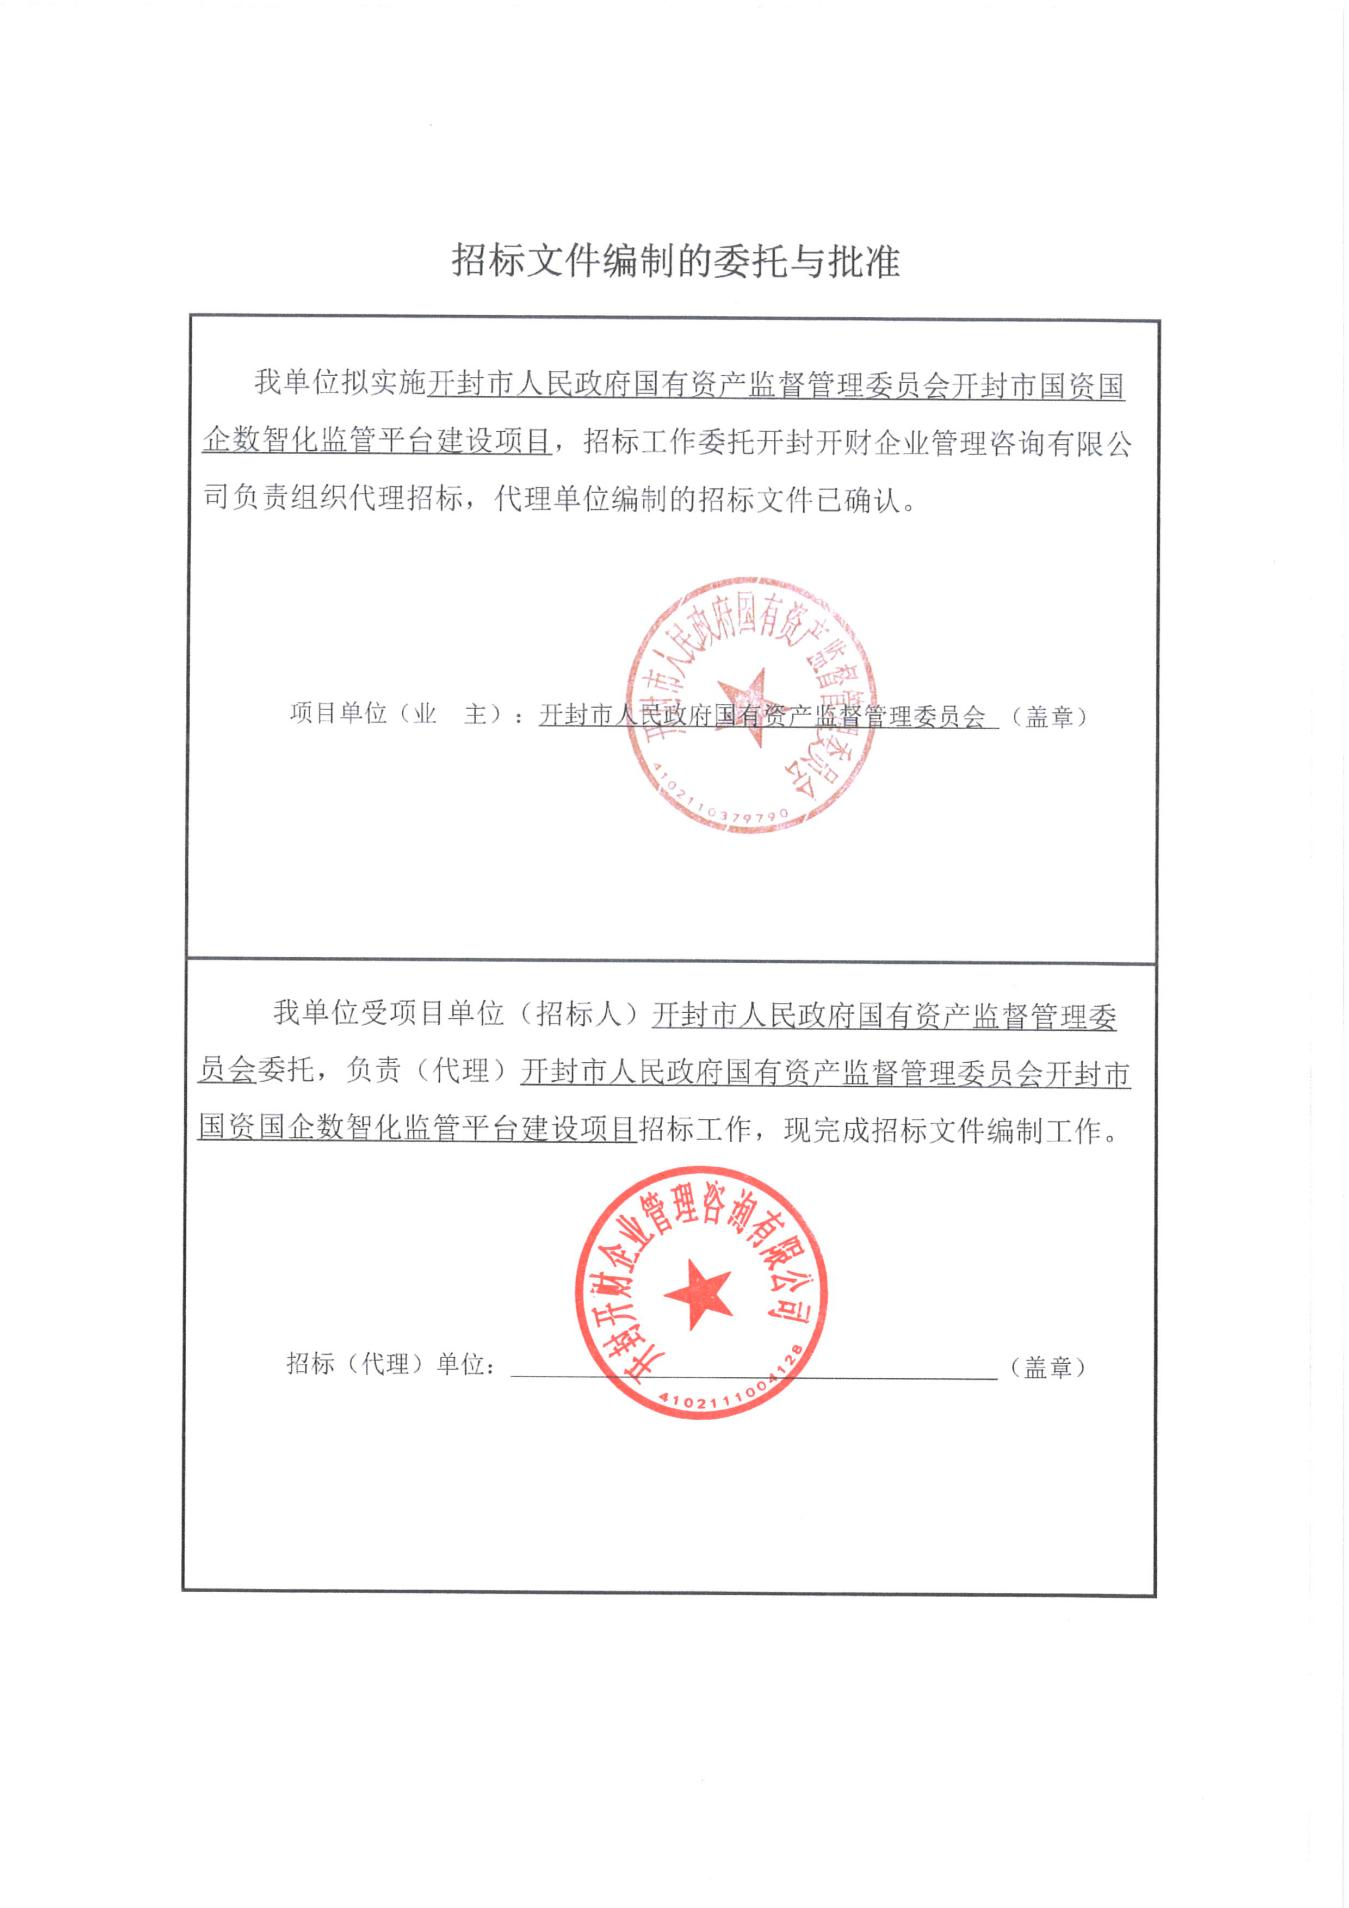 招标文件编制的委托与批准
我单位拟实施开封市人民政府国有资产监督管理委员会开封市国资国
企数智化监管平台建设项目，招标工作委托开封开财企业管理咨询有限公
司负责组织代理招标，代理单位编制的招标文件已确认。
开封市人民政府国有资产监督管理委员会
项目单位（业　主）：开封市人民政府国有资产监督管理委员会（盖章）
4102110379790
我单位受项目单位（招标人）开封市人民政府国有资产监督管理委
员会委托，负责（代理）开封市人民政府国有资产监督管理委员会开封市
国资国企数智化监管平台建设项目招标工作，现完成招标文件编制工作。
开封开财企业管理咨询有限公司
招标（代理）单位：（盖章）
4102111004128